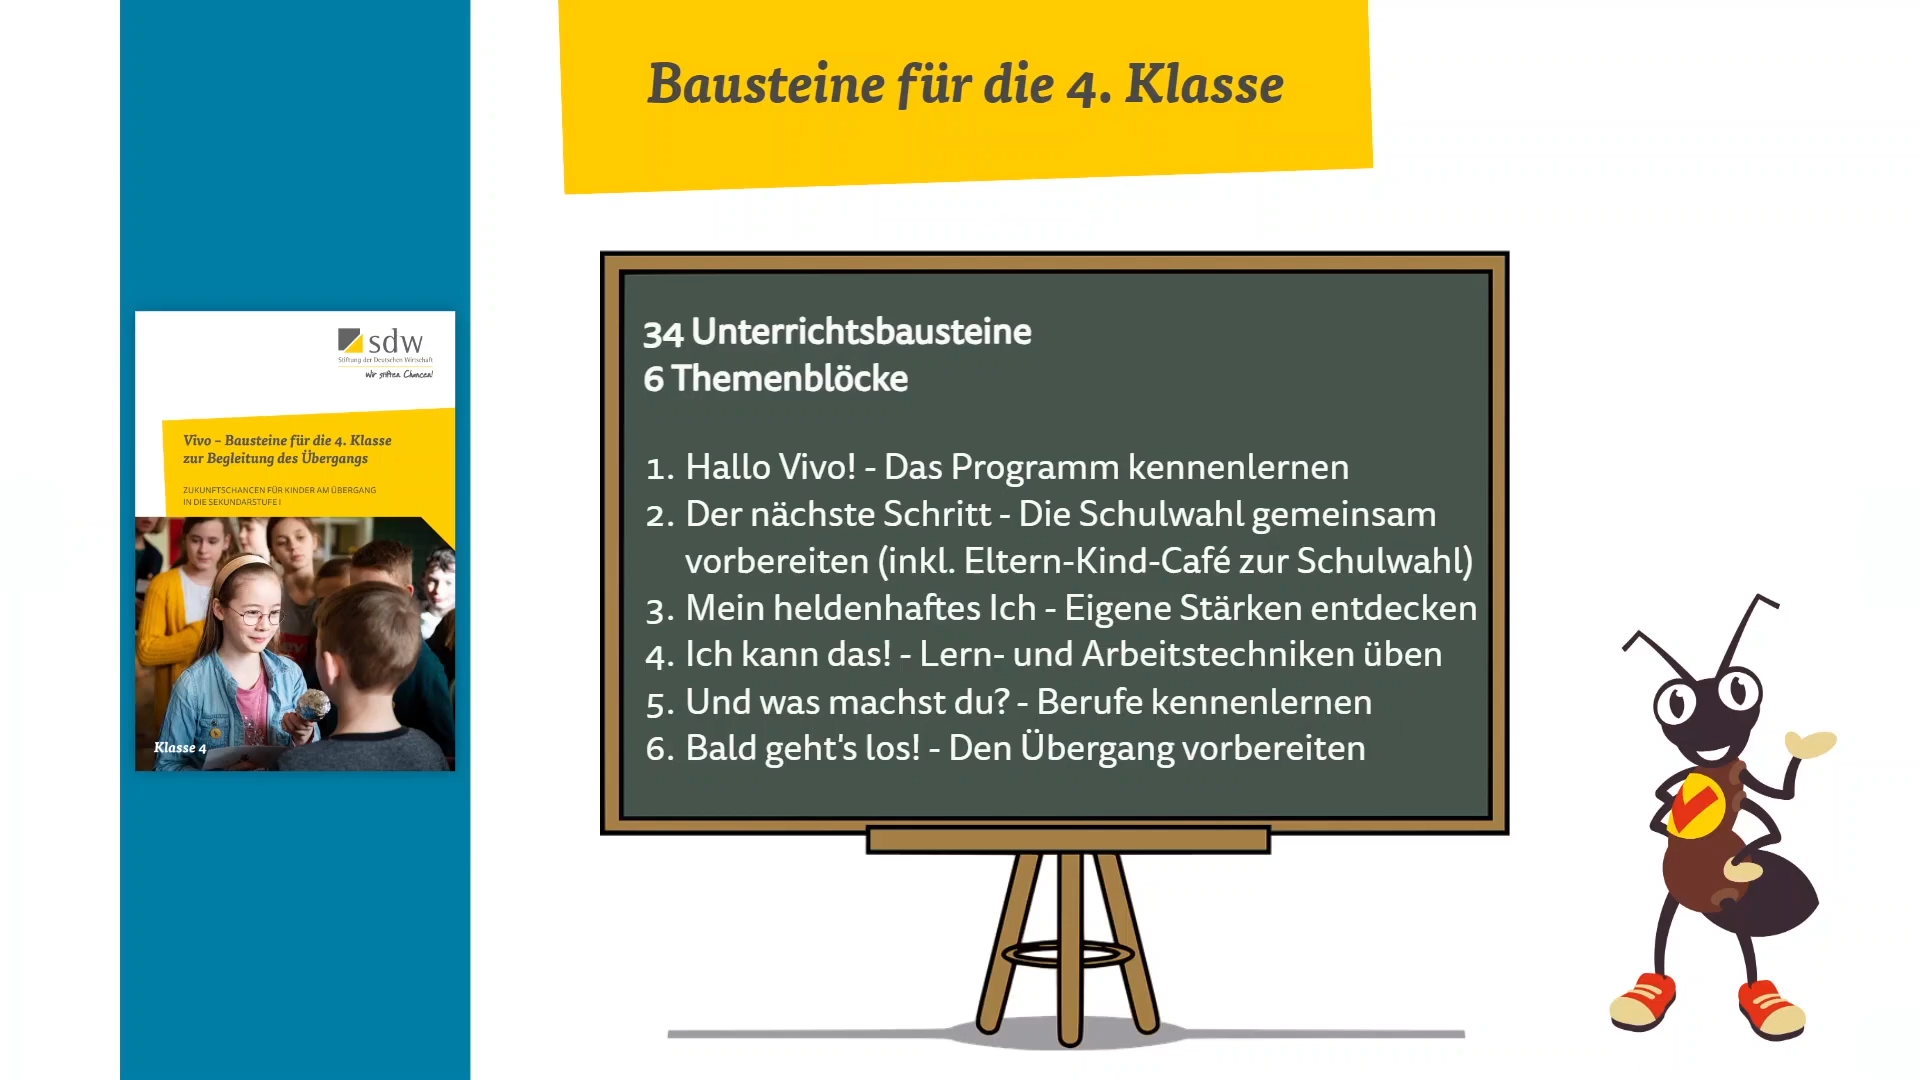 Bausteine für die 4. Klasse
sdw
Stiftung der Deutschen Wirtschaft
Wir stiften Chancen!
Vivo – Bausteine für die 4. Klasse
zur Begleitung des Übergangs
ZUKUNFTSCHANCEN FÜR KINDER AM ÜBERGANG
IN DIE SEKUNDARSTUFE I
Klasse 4
34 Unterrichtsbausteine
6 Themenblöcke
1. Hallo Vivo! - Das Programm kennenlernen
2. Der nächste Schritt - Die Schulwahl gemeinsam
vorbereiten (inkl. Eltern-Kind-Café zur Schulwahl)
3. Mein heldenhaftes Ich - Eigene Stärken entdecken
4. Ich kann das! - Lern- und Arbeitstechniken üben
5. Und was machst du? - Berufe kennenlernen
6. Bald geht's los! - Den Übergang vorbereiten